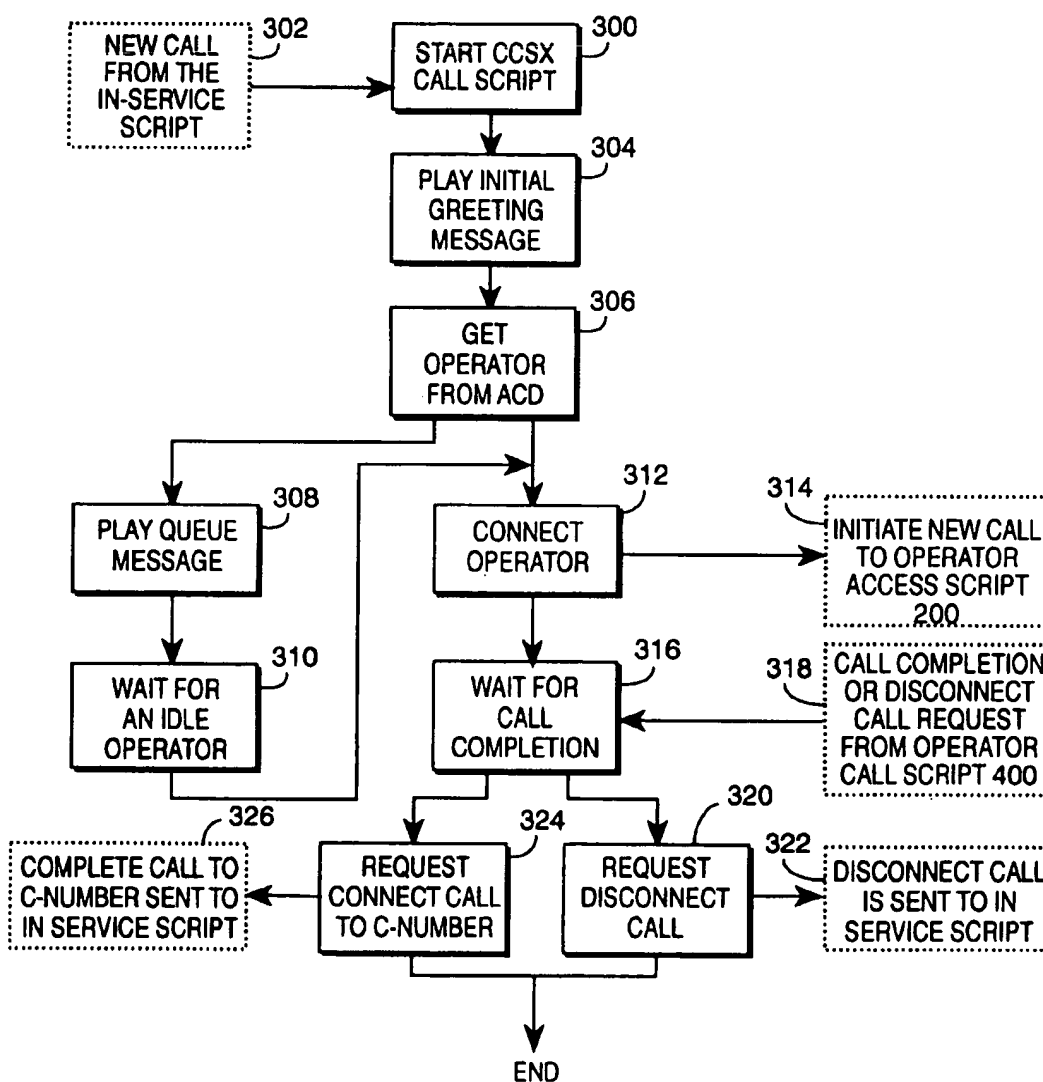 302
NEW CALL
FROM THE
IN-SERVICE
SCRIPT
300
START CCSX
CALL SCRIPT
304
PLAY INITIAL
GREETING
MESSAGE
306
GET
OPERATOR
FROM ACD
308
PLAY QUEUE
MESSAGE
312
CONNECT
OPERATOR
314
INITIATE NEW CALL
TO OPERATOR
ACCESS SCRIPT
200
310
WAIT FOR
AN IDLE
OPERATOR
316
WAIT FOR
CALL
COMPLETION
318
CALL COMPLETION
OR DISCONNECT
CALL REQUEST
FROM OPERATOR
CALL SCRIPT 400
326
COMPLETE CALL TO
C-NUMBER SENT TO
IN SERVICE SCRIPT
324
REQUEST
CONNECT CALL
TO C-NUMBER
320
REQUEST
DISCONNECT
CALL
322
DISCONNECT CALL
IS SENT TO IN
SERVICE SCRIPT
END